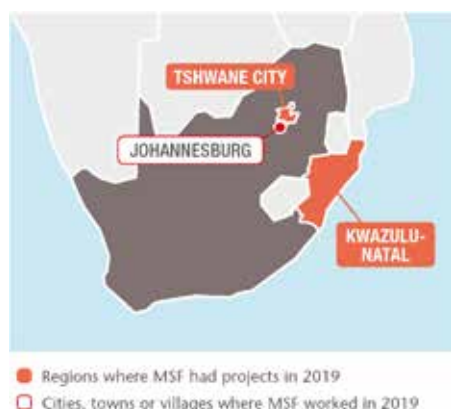 TSHWANE CITY
JOHANNESBURG
KWAZULU-
NATAL
Regions where MSF had projects in 2019
Cities, towns or villages where MSF worked in 2019